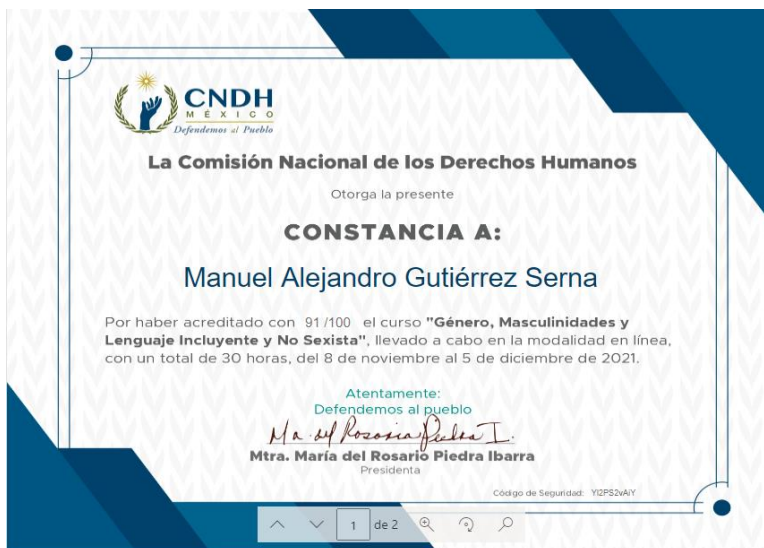 CNDH
MÉXICO
Defendemos al Pueblo
La Comisión Nacional de los Derechos Humanos
Otorga la presente
CONSTANCIA A:
Manuel Alejandro Gutiérrez Serna
Por haber acreditado con 91 /100 el curso "Género, Masculinidades y
Lenguaje Incluyente y No Sexista", llevado a cabo en la modalidad en línea,
con un total de 30 horas, del 8 de noviembre al 5 de diciembre de 2021.
Atentamente:
Defendemos al pueblo
Ma. del Rosario Piedra I.
Mtra. María del Rosario Piedra Ibarra
Presidenta
Código de Seguridad: YI2PS2vAiY
1 de 2